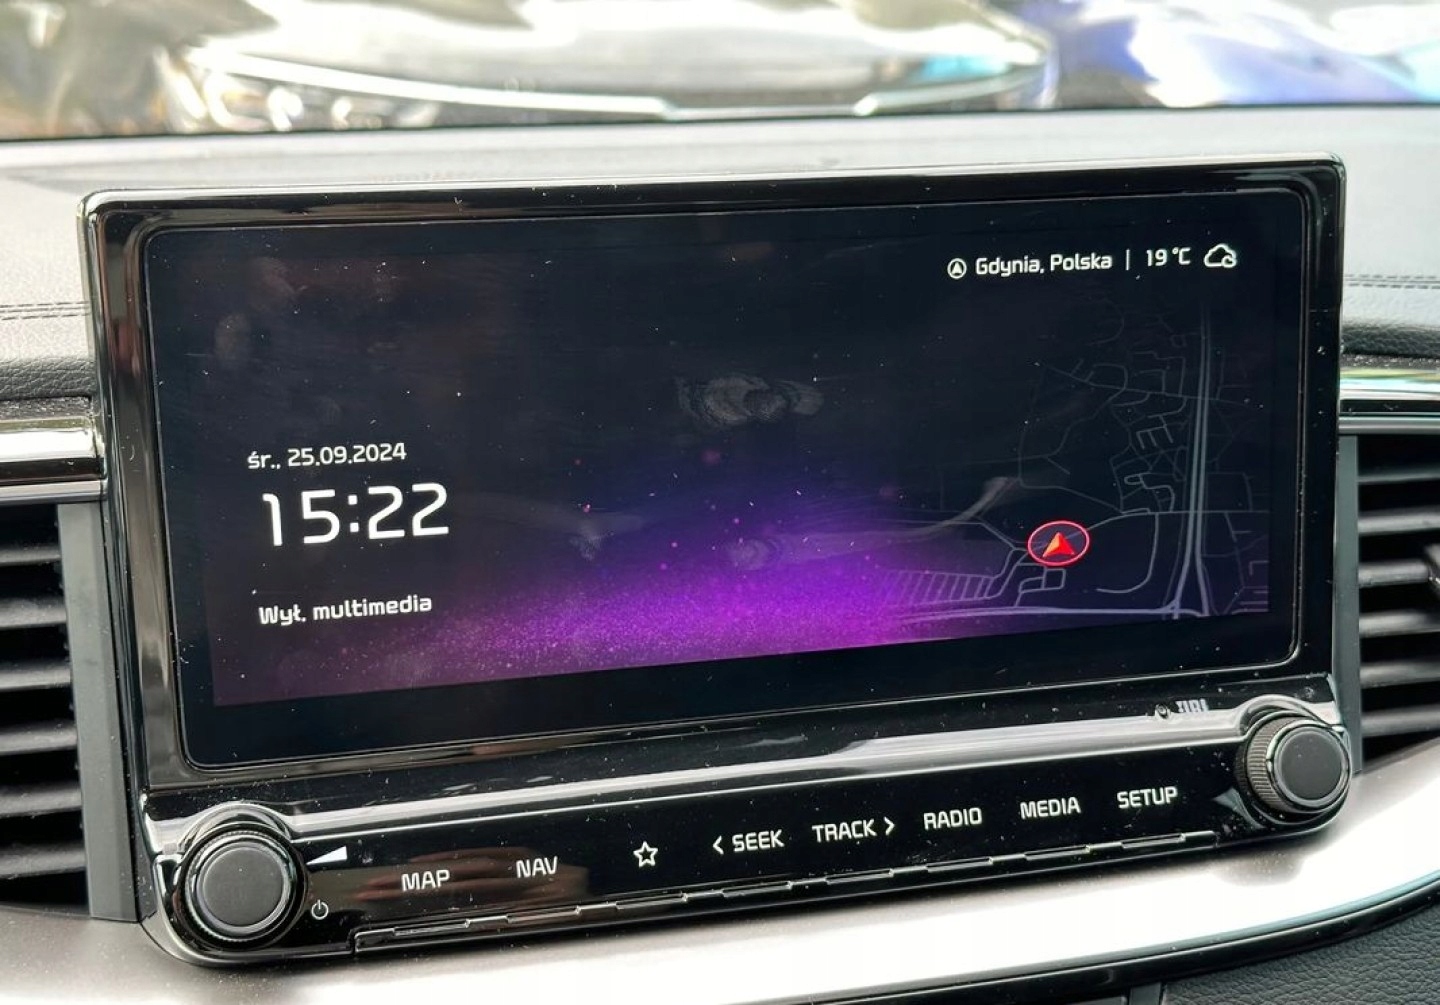 Gdynia, Polska | 19 °C
śr., 25.09.2024
15:22
Wył. multimedia
JBL
MAP NAV < SEEK TRACK > RADIO MEDIA SETUP